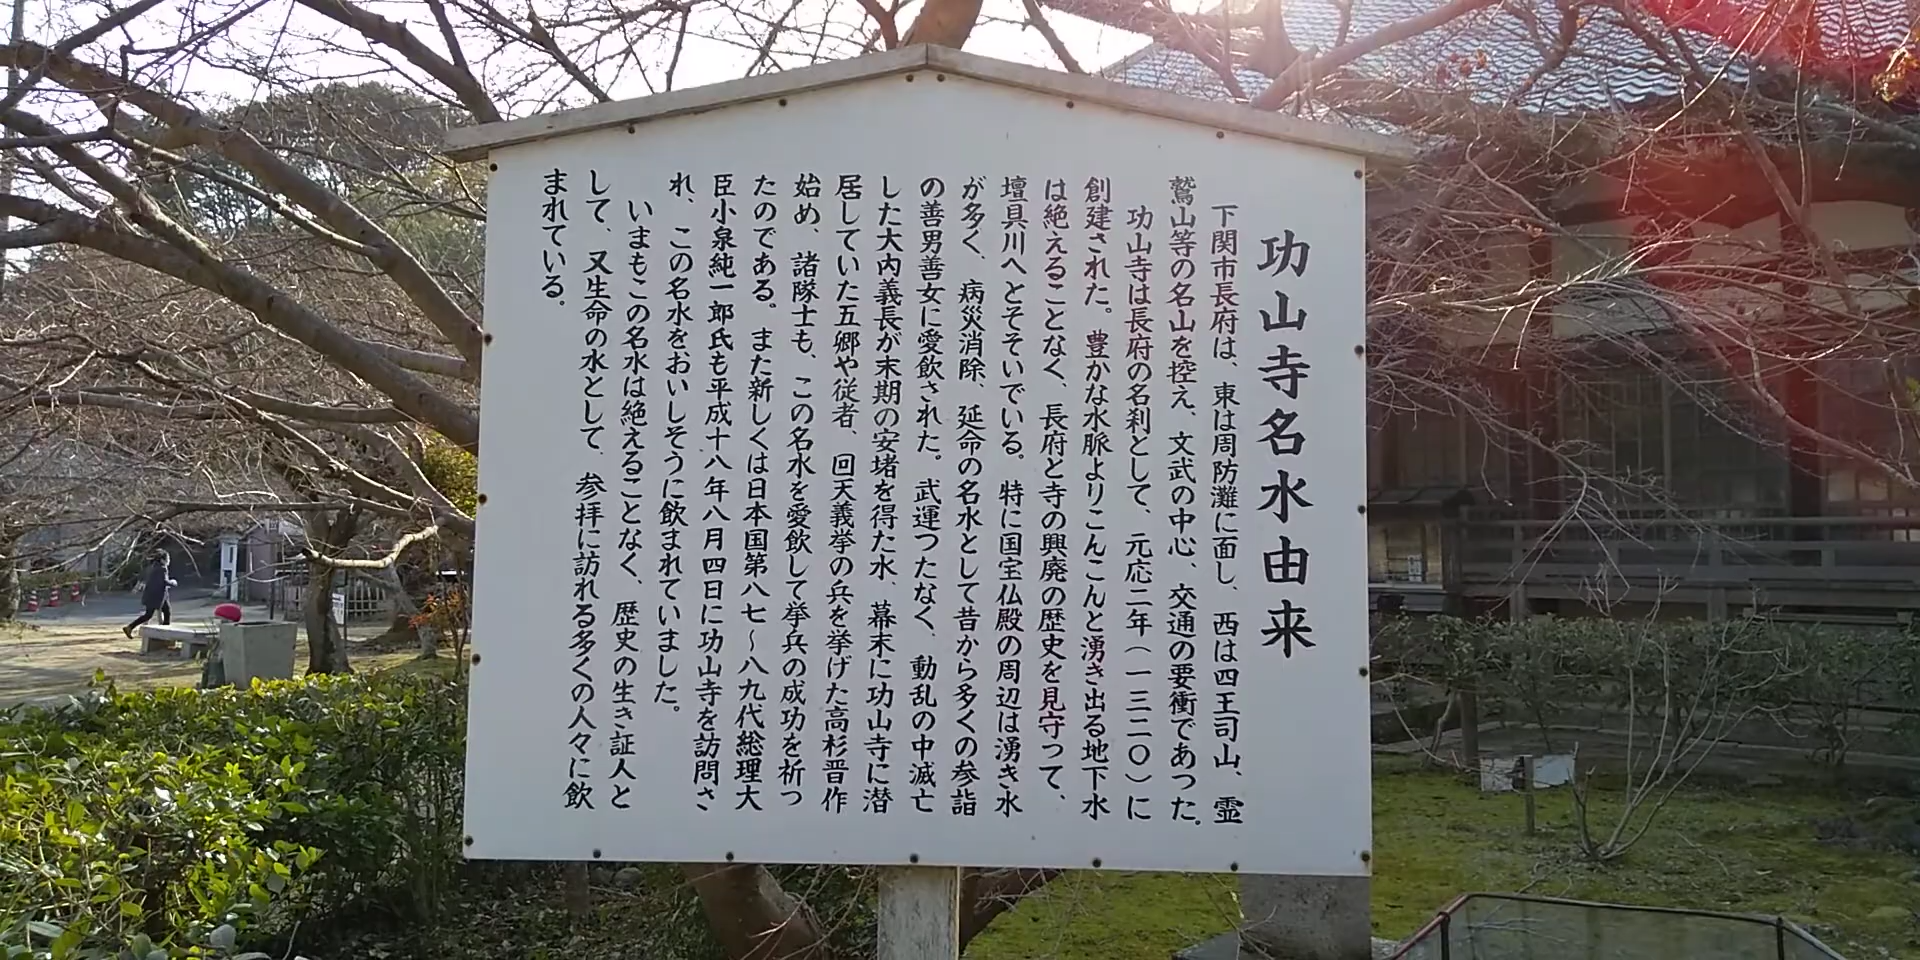 功山寺名水由来
下関市長府は、東は周防灘に面し、西は四王司山、霊
鷲山等の名山を控え、文武の中心、交通の要衝であった。
功山寺は長府の名刹として、元応二年（一三二〇）に
創建された。豊かな水脈よりこんこんと湧き出る地下水
は絶えることなく、長府と寺の興廃の歴史を見守って、
壇具川へとそそいでいる。特に国宝仏殿の周辺は湧き水
が多く、病災消除、延命の名水として昔から多くの参詣
の善男善女に愛飲された。武運つたなく、動乱の中滅亡
した大内義長が末期の安堵を得た水、幕末に功山寺に潜
居していた五郷や従者、回天義挙の兵を挙げた高杉晋作
始め、諸隊士も、この名水を愛飲して挙兵の成功を祈っ
たのである。また新しくは日本国第八七～八九代総理大
臣小泉純一郎氏も平成十八年八月四日に功山寺を訪問さ
れ、この名水をおいしそうに飲まれていました。
いまもこの名水は絶えることなく、歴史の生き証人と
して、又生命の水として、参拝に訪れる多くの人々に飲
まれている。